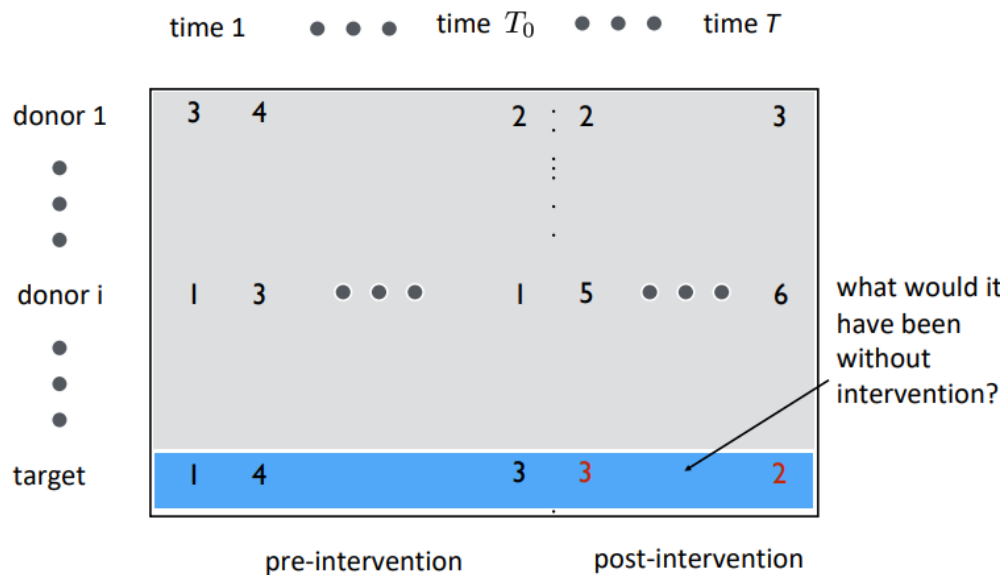 time 1 ● ● ● time T₀ ● ● ● time T
donor 1 3 4 2 2 3
donor i 1 3 ● ● ● 1 5 ● ● ● 6
what would it
have been
without
intervention?
target 1 4 3 3 2
pre-intervention post-intervention